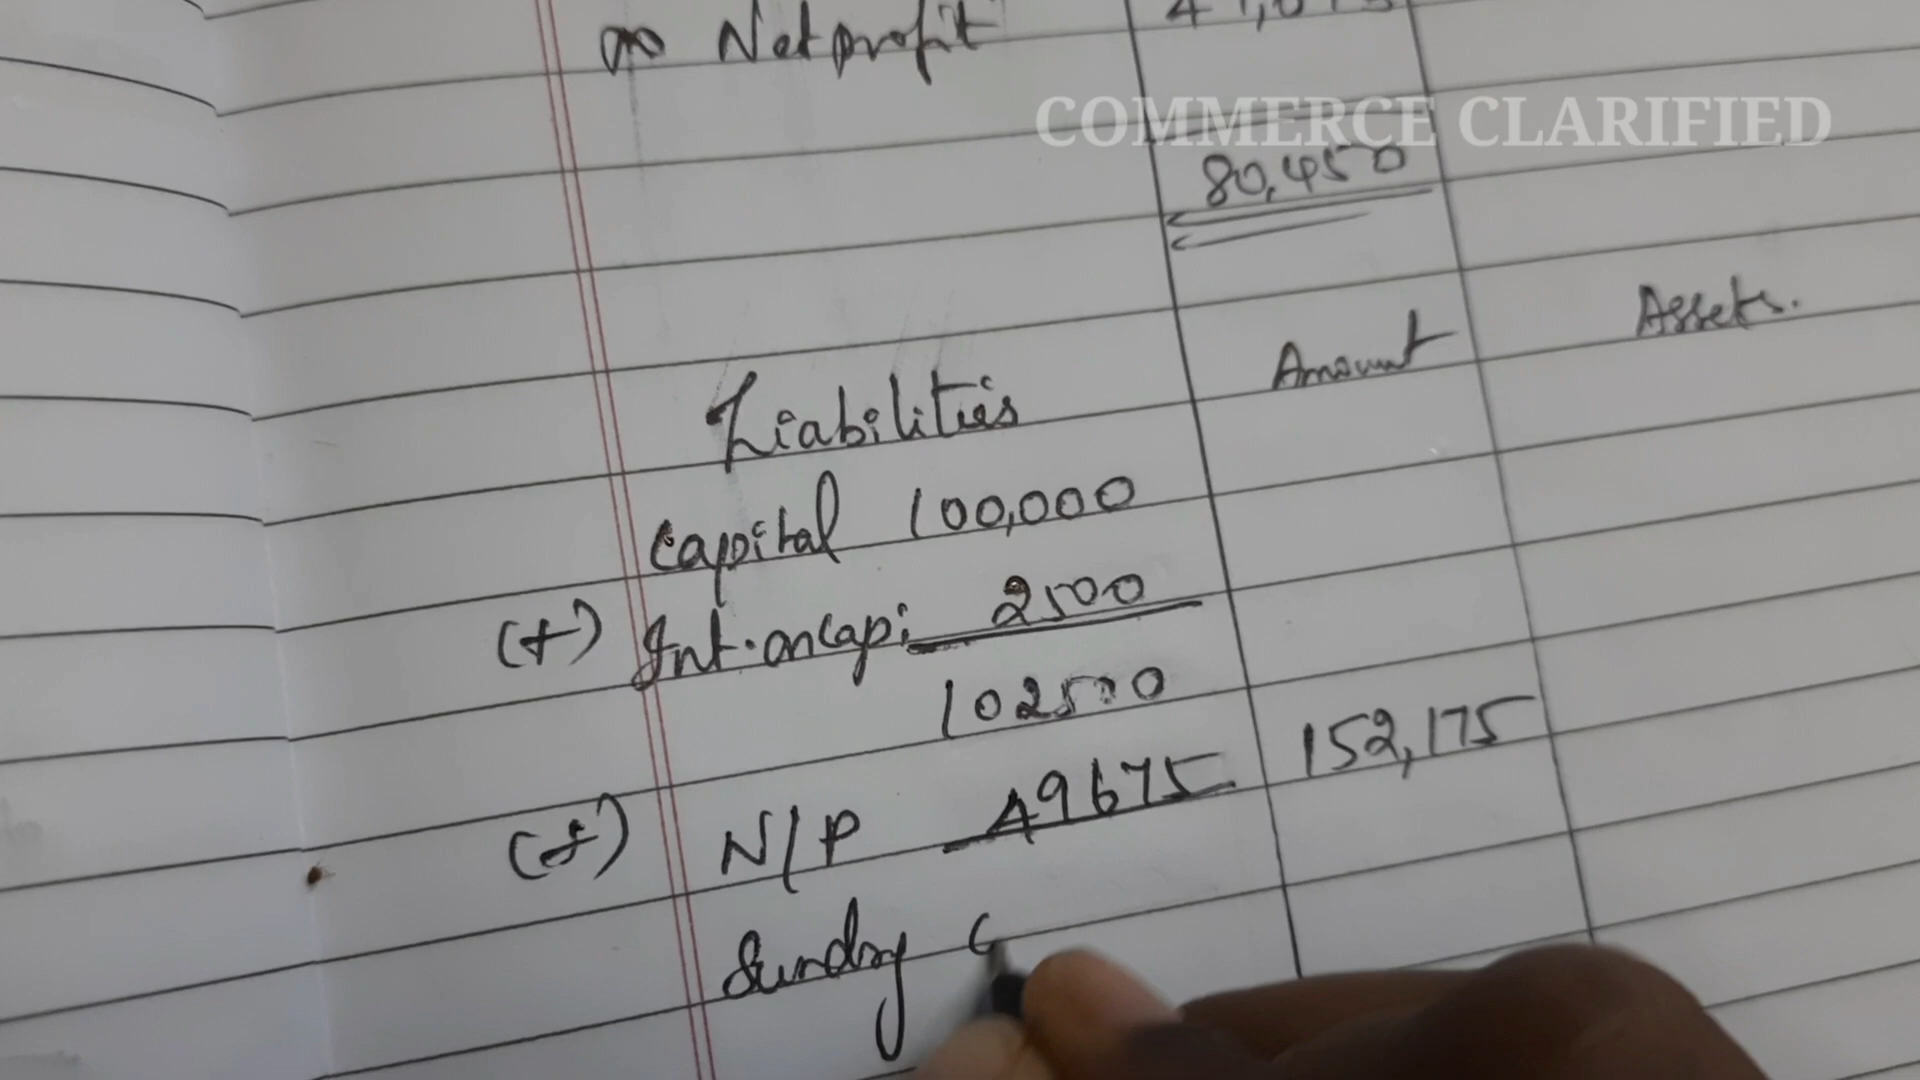 Net profit
COMMERCE CLARIFIED
80,450
Liabilities Amount Assets.
Capital 100,000
(+) Int. on Capi 2500
102500
(+) N/P 49675 152,175
Sundry C